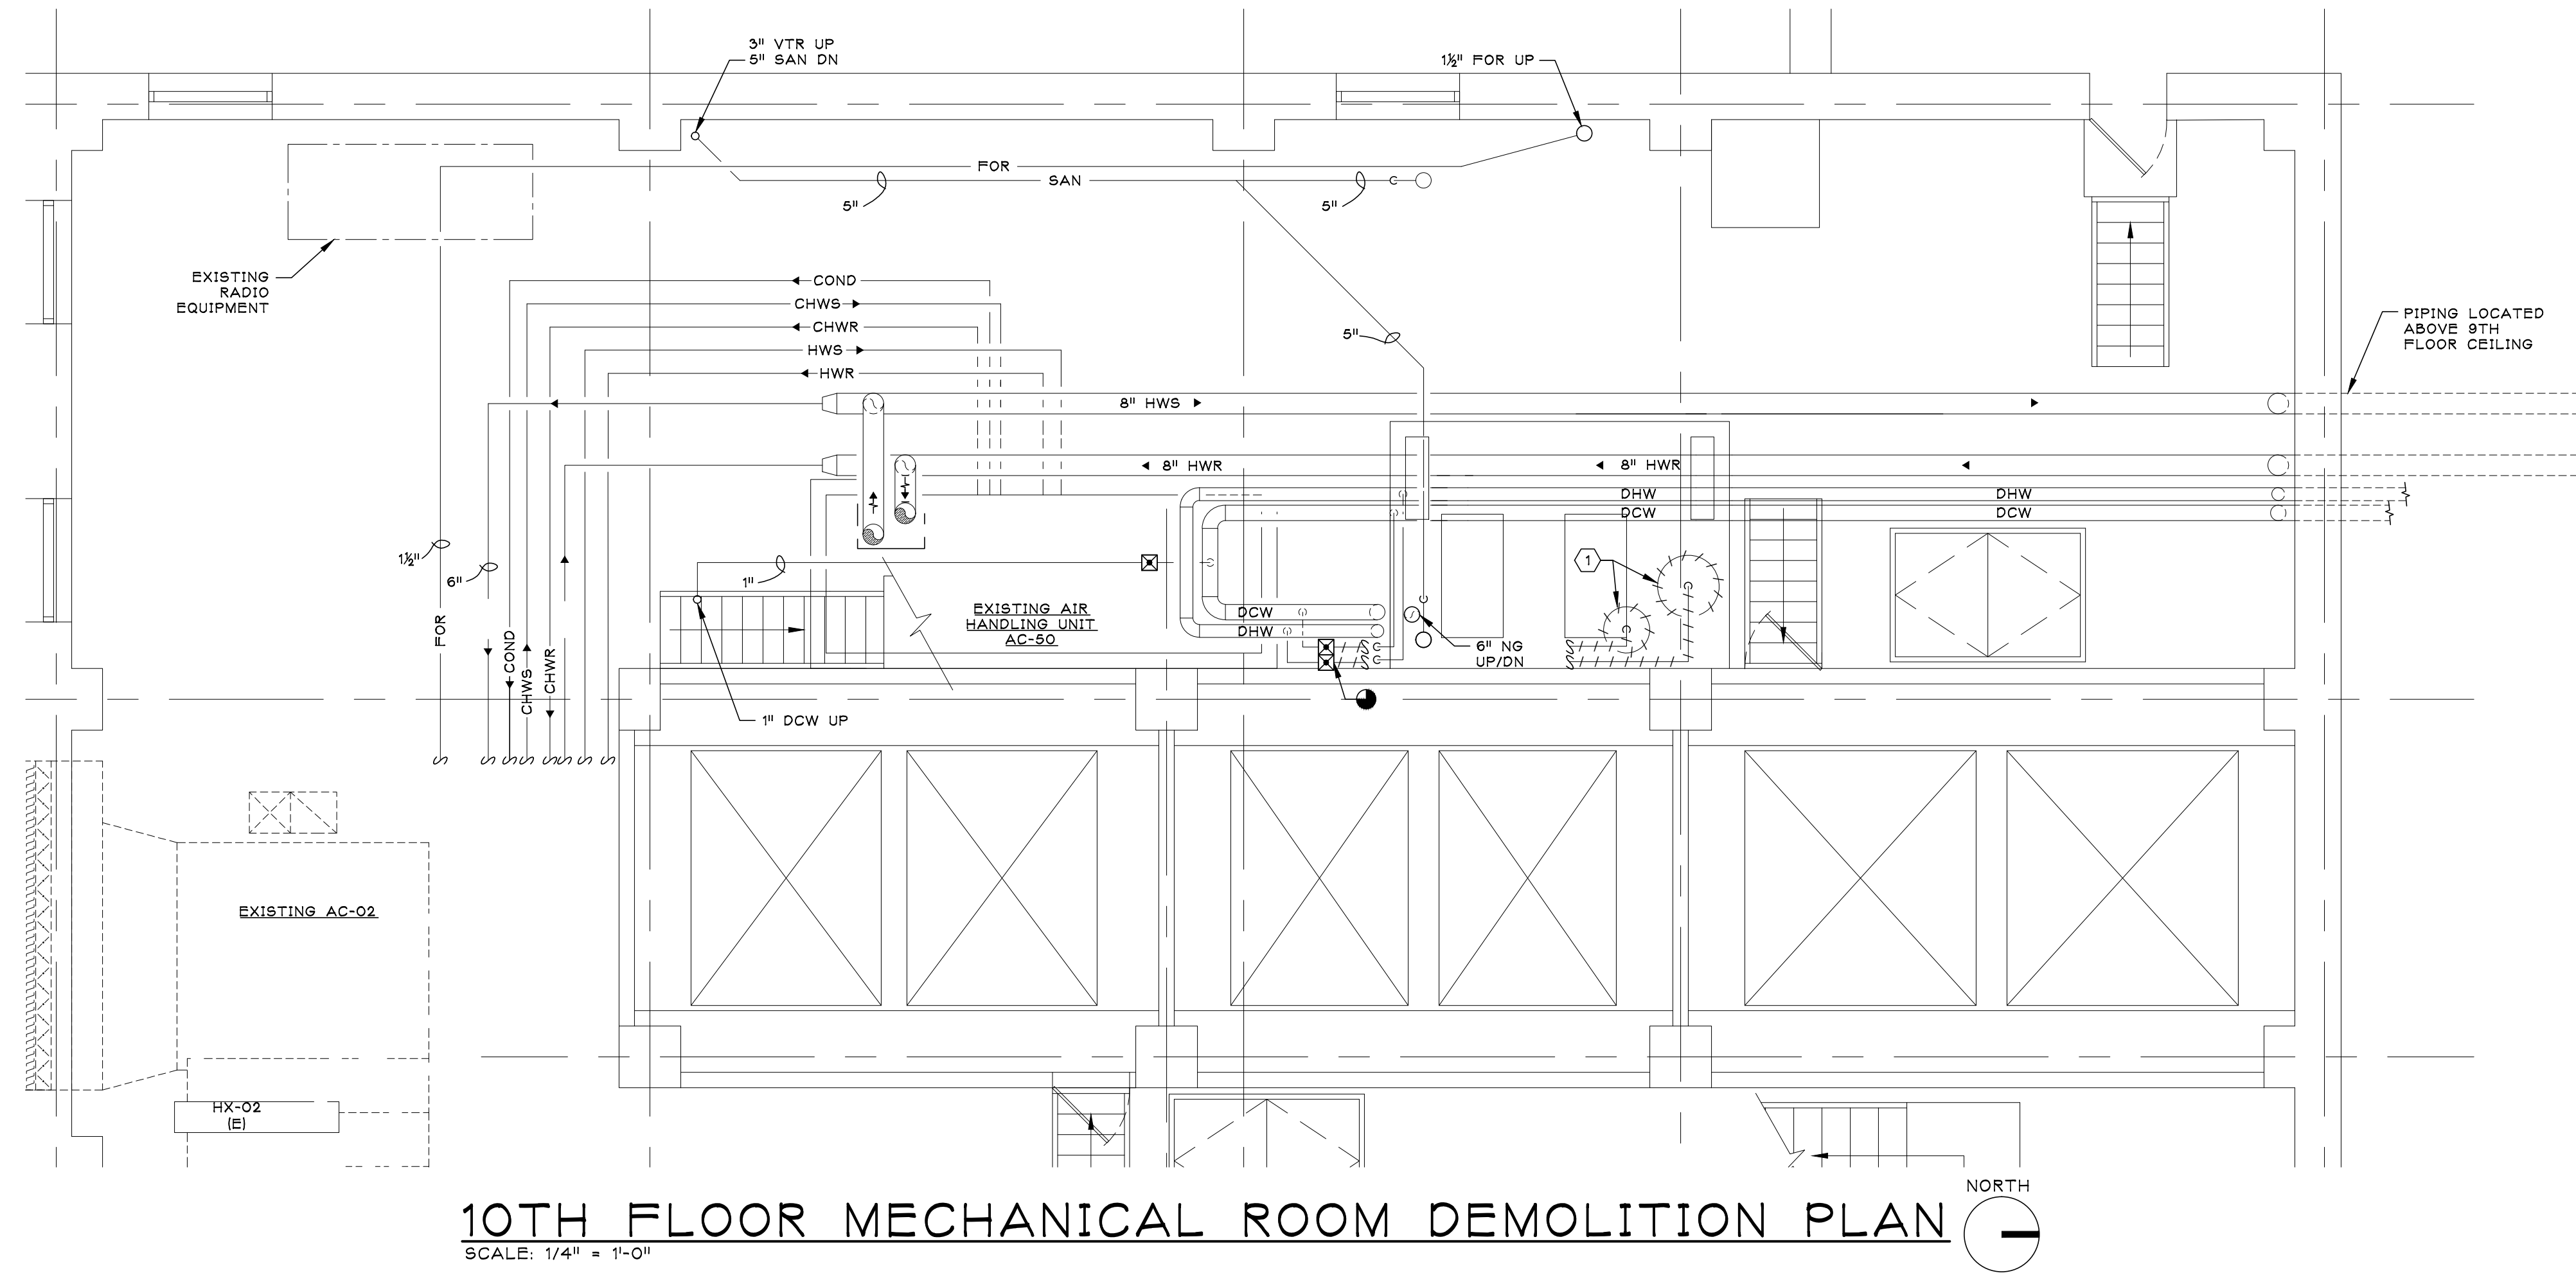 3" VTR UP
5" SAN DN
1½" FOR UP
FOR
SAN
5"
5"
EXISTING
RADIO
EQUIPMENT
COND
CHWS
CHWR
HWS
HWR
5"
PIPING LOCATED
ABOVE 9TH
FLOOR CEILING
8" HWS
8" HWR
8" HWR
DHW
DHW
DCW
DCW
1½"
6"
1"
1
EXISTING AIR
HANDLING UNIT
AC-50
DCW
DHW
6" NG
UP/DN
FOR
COND
CHWS
CHWR
1" DCW UP
EXISTING AC-02
HX-02
(E)
10TH FLOOR MECHANICAL ROOM DEMOLITION PLAN
SCALE: 1/4" = 1'-0"
NORTH